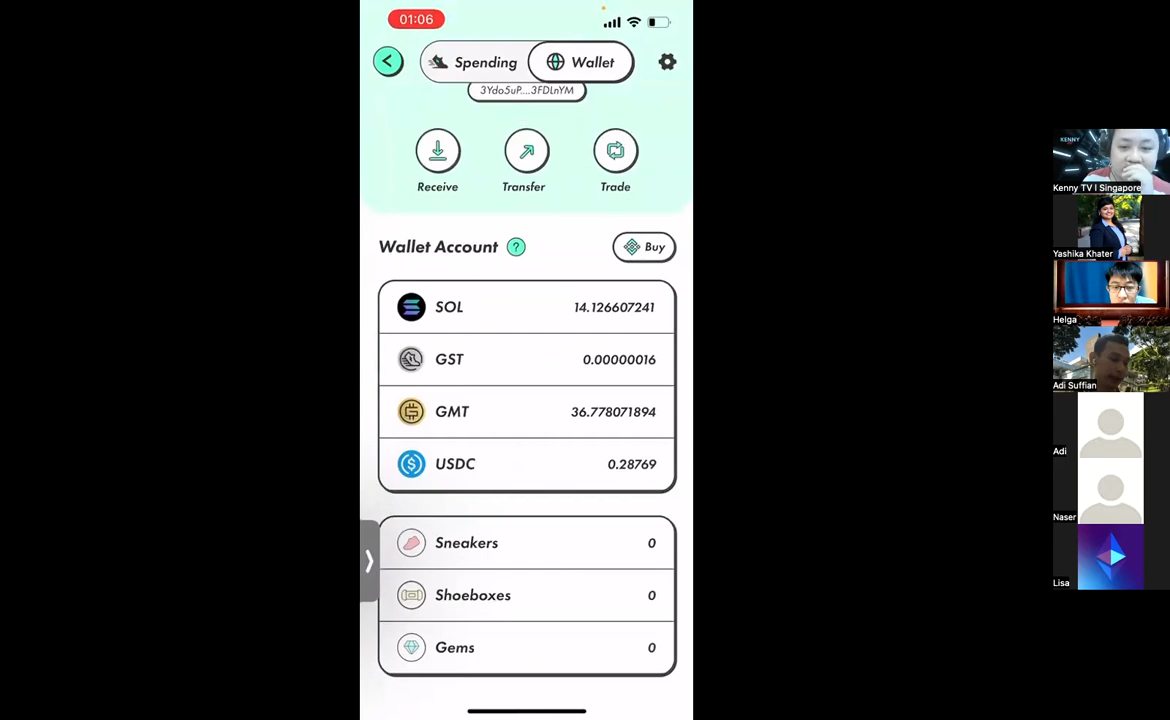 01:06
Spending
Wallet
3Ydo5uP....3FDLnYM
Receive
Transfer
Trade
Wallet Account ?
Buy
SOL 14.126607241
GST 0.00000016
GMT 36.778071894
USDC 0.28769
Sneakers 0
Shoeboxes 0
Gems 0
KENNY
Kenny TV I Singapore
Yashika Khater
Helga
Adi Suffian
Adi
Naser
Lisa